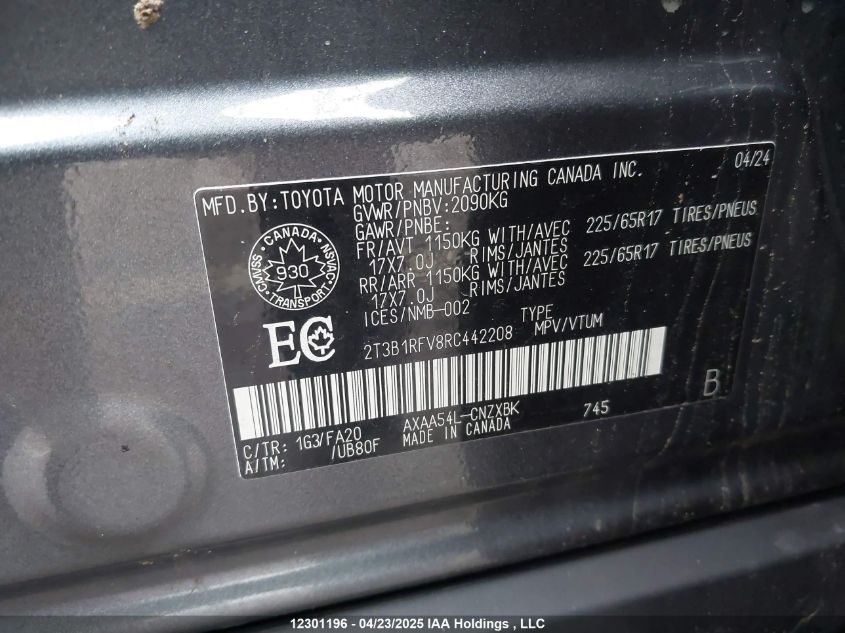 04/24
MFD.BY:TOYOTA MOTOR MANUFACTURING CANADA INC.
GVWR/PNBV:2090KG
GAWR/PNBE:
FR/AVT 1150KG WITH/AVEC 225/65R17 TIRES/PNEUS
17X7.0J RIMS/JANTES
RR/ARR 1150KG WITH/AVEC 225/65R17 TIRES/PNEUS
17X7.0J RIMS/JANTES
ICES/NMB-002
CANADA
CMVSS 930 NSVAC
TRANSPORT
EC
TYPE
2T3B1RFV8RC442208 MPV/VTUM
B
AXAA54L-CNZXBK 745
C/TR: 1G3/FA20 MADE IN CANADA
A/TM: /UB80F
12301196 - 04/23/2025 IAA Holdings , LLC